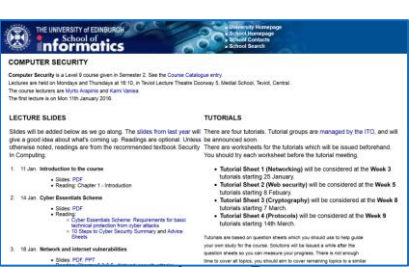 THE UNIVERSITY of EDINBURGH
School of
informatics
University Homepage
School Homepage
School Contacts
School Search
COMPUTER SECURITY
Computer Security is a Level 9 course given in Semester 2. See the Course Catalogue entry.
Lectures are held on Mondays and Thursdays at 16:10, in Teviot Lecture Theatre Doorway 5, Medial School, Teviot, Central.
The course lecturers are Myrto Arapinis and Kami Vaniea
The first lecture is on Mon 11th January 2016.
LECTURE SLIDES
Slides will be added below as we go along. The slides from last year will
give a good idea about what's coming up. Readings are optional. Unless
otherwise noted, readings are from the recommended textbook Security
in Computing.
1. 11 Jan. Introduction to the course
Slides: PDF
Reading: Chapter 1 - Introduction
2. 14 Jan Cyber Essentials Scheme
Slides: PDF
Reading:
Cyber Essentials Scheme: Requirements for basic
technical protection from cyber attacks
10 Steps to Cyber Security Summary and Advice
Sheets
3. 18 Jan. Network and internet vulnerabilities
Slides: PDF, PPT
TUTORIALS
There are four tutorials. Tutorial groups are managed by the ITO, and will
be announced soon.
There are worksheets for the tutorials which will be issued beforehand.
You should try each worksheet before the tutorial meeting.
Tutorial Sheet 1 (Networking) will be considered at the Week 3
tutorials starting 25 January.
Tutorial Sheet 2 (Web security) will be considered at the Week 5
tutorials starting 8 February.
Tutorial Sheet 3 (Cryptography) will be considered at the Week 8
tutorials starting 7 March.
Tutorial Sheet 4 (Protocols) will be considered at the Week 9
tutorials starting 14th March.
Tutorials are based on question sheets which you should use to help guide
your own study for the course. Solutions will be issued a while after the
question sheets so you can measure your progress. There is not enough
time to cover all topics, you should aim to cover remaining topics to a similar